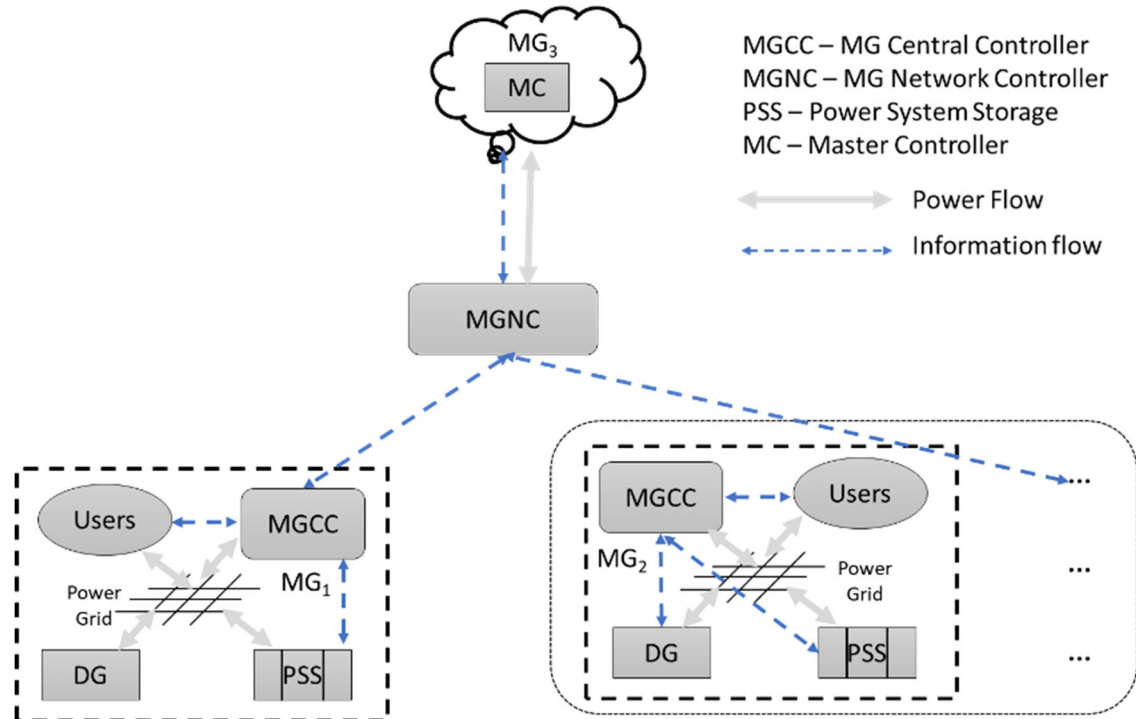 MG₃
MC
MGCC – MG Central Controller
MGNC – MG Network Controller
PSS – Power System Storage
MC – Master Controller
Power Flow
Information flow
MGNC
Users
MGCC
MG₁
Power
Grid
DG
PSS
MGCC
Users
MG₂
Power
Grid
DG
PSS
...
...
...